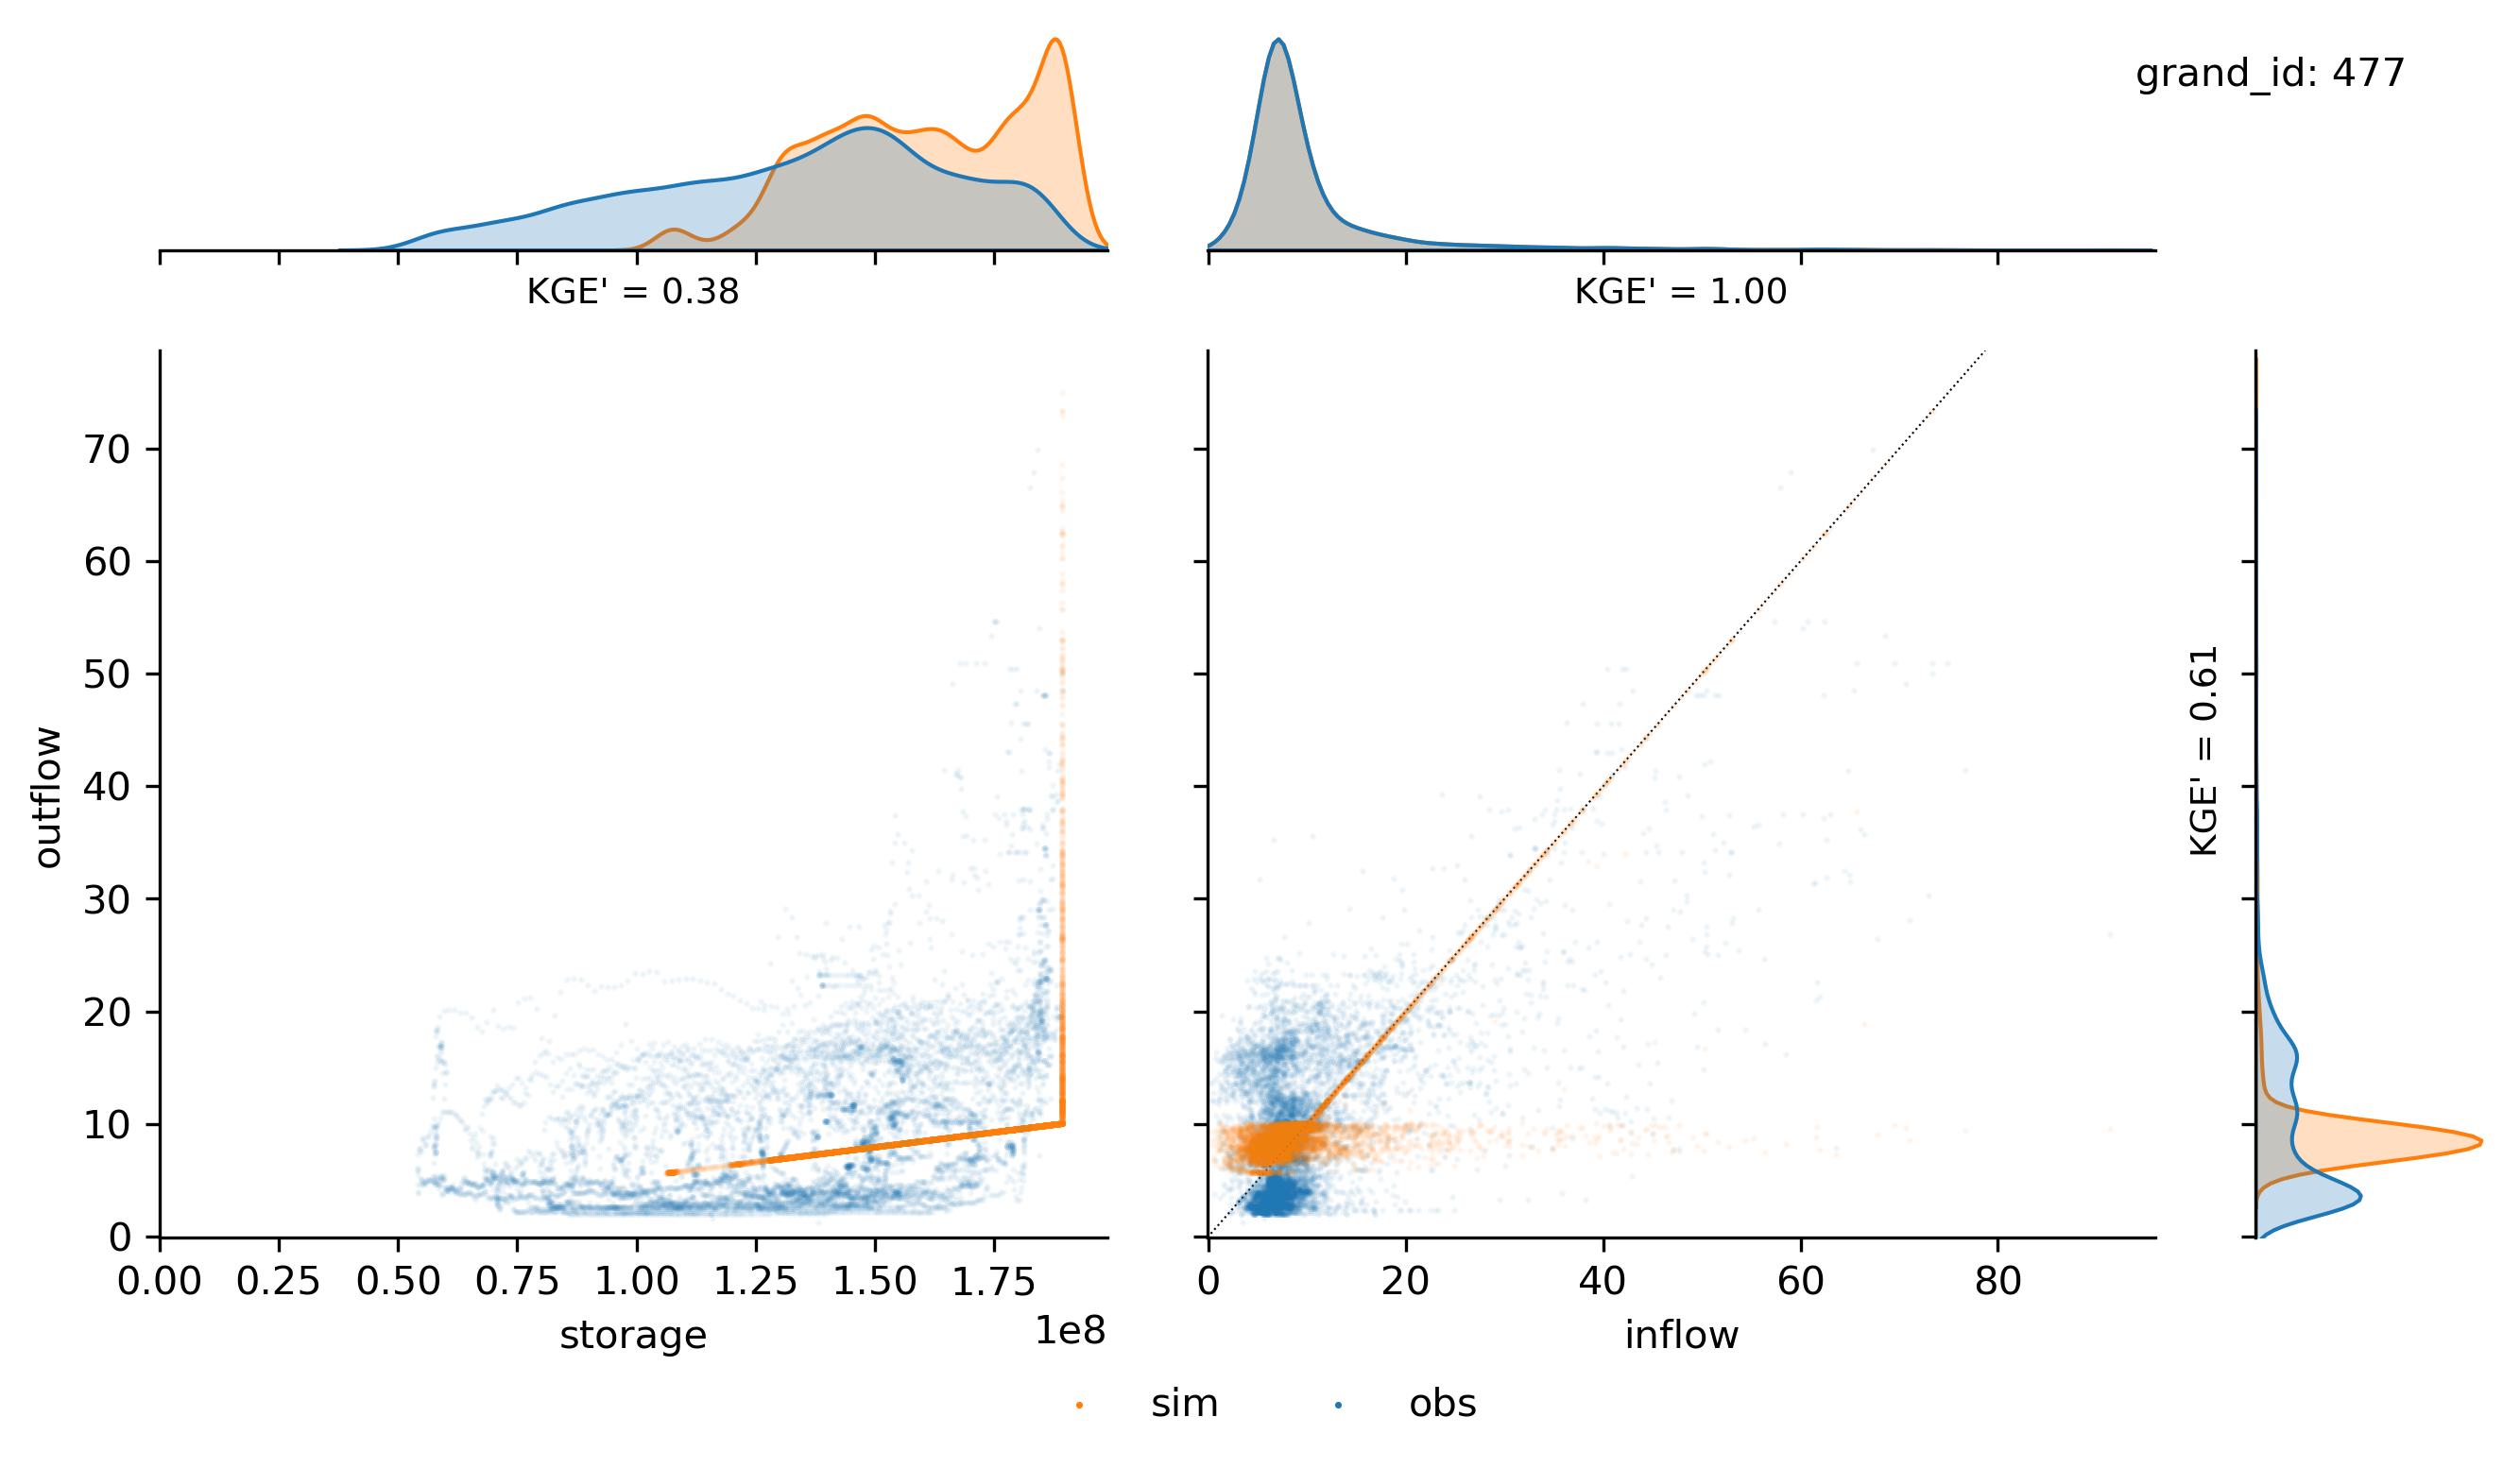 grand_id: 477
KGE' = 0.38
KGE' = 1.00
70
60
50
40
30
20
10
0
outflow
KGE' = 0.61
0.00 0.25 0.50 0.75 1.00 1.25 1.50 1.75
1e8
storage
0 20 40 60 80
inflow
sim obs